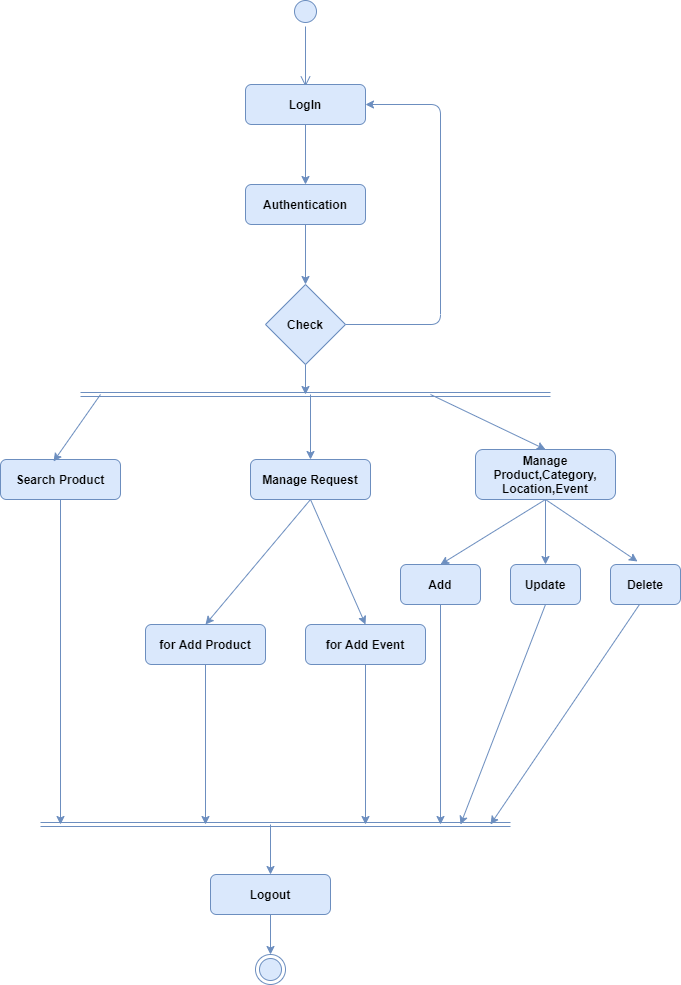 LogIn
Authentication
Check
Search Product
Manage Request
Manage
Product,Category,
Location,Event
Add
Update
Delete
for Add Product
for Add Event
Logout